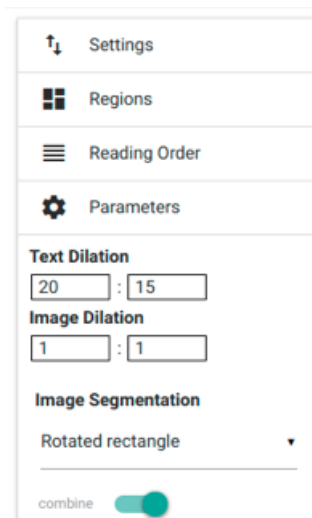 Settings
Regions
Reading Order
Parameters
Text Dilation
20 : 15
Image Dilation
1 : 1
Image Segmentation
Rotated rectangle
combine